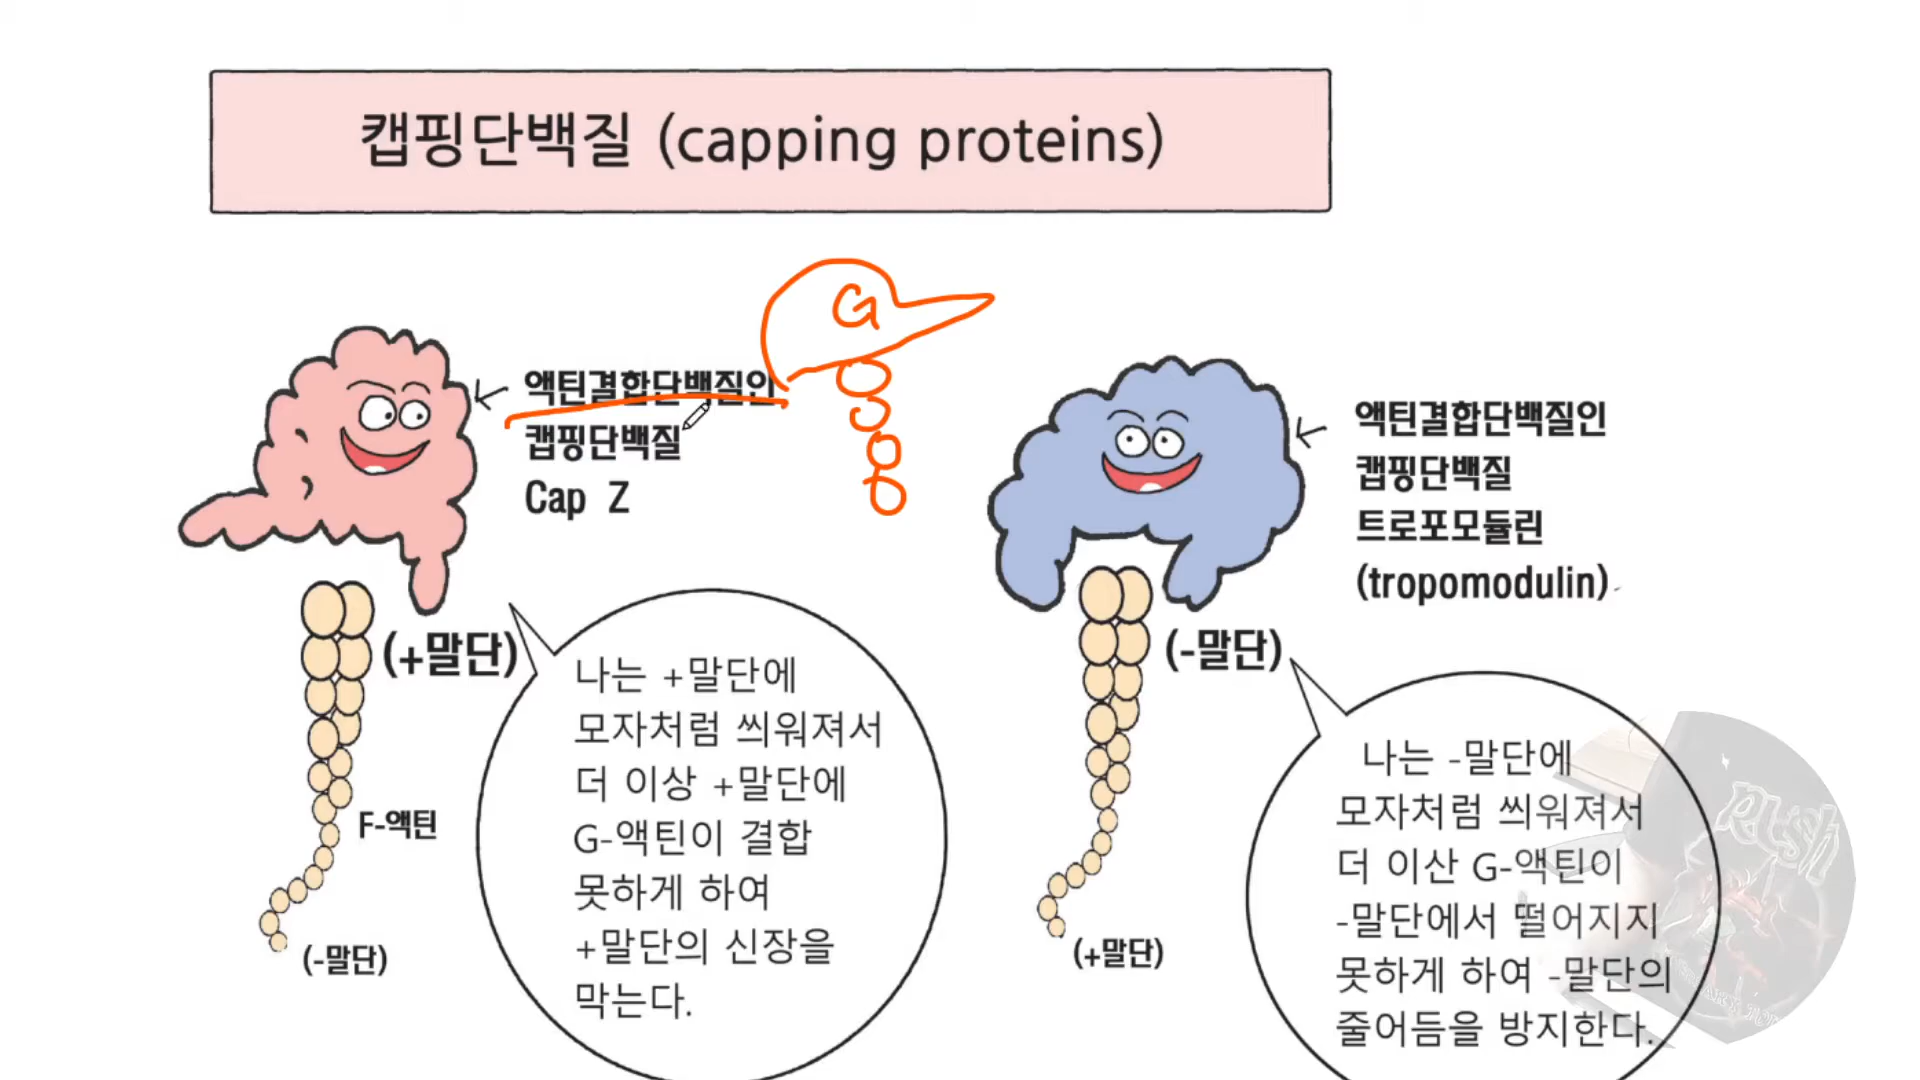 캡핑단백질 (capping proteins)
G
액틴결합단백질인
캡핑단백질
Cap Z
(+말단)
F-액틴
(-말단)
나는 +말단에
모자처럼 씌워져서
더 이상 +말단에
G-액틴이 결합
못하게 하여
+말단의 신장을
막는다.
액틴결합단백질인
캡핑단백질
트로포모듈린
(tropomodulin)
(-말단)
(+말단)
나는 -말단에
모자처럼 씌워져서
더 이산 G-액틴이
-말단에서 떨어지지
못하게 하여 -말단의
줄어듬을 방지한다.
RUSH